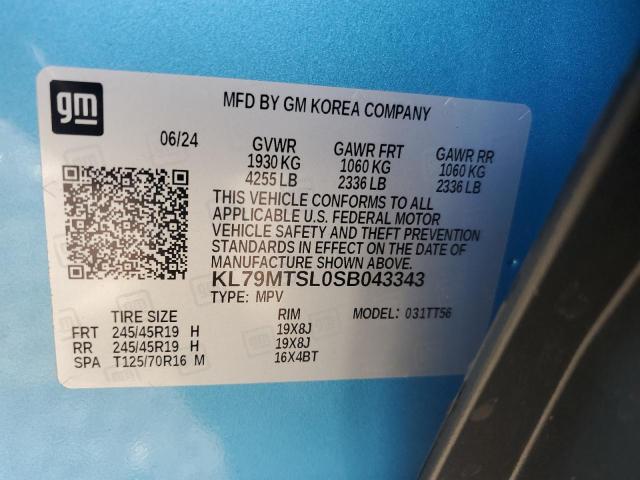 gm
MFD BY GM KOREA COMPANY
06/24 GVWR GAWR FRT GAWR RR
1930 KG 1060 KG 1060 KG
4255 LB 2336 LB 2336 LB
THIS VEHICLE CONFORMS TO ALL
APPLICABLE U.S. FEDERAL MOTOR
VEHICLE SAFETY AND THEFT PREVENTION
STANDARDS IN EFFECT ON THE DATE OF
MANUFACTURE SHOWN ABOVE.
KL79MTSL0SB043343
TYPE: MPV
TIRE SIZE RIM MODEL: 031TT56
FRT 245/45R19 H 19X8J
RR 245/45R19 H 19X8J
SPA T125/70R16 M 16X4BT